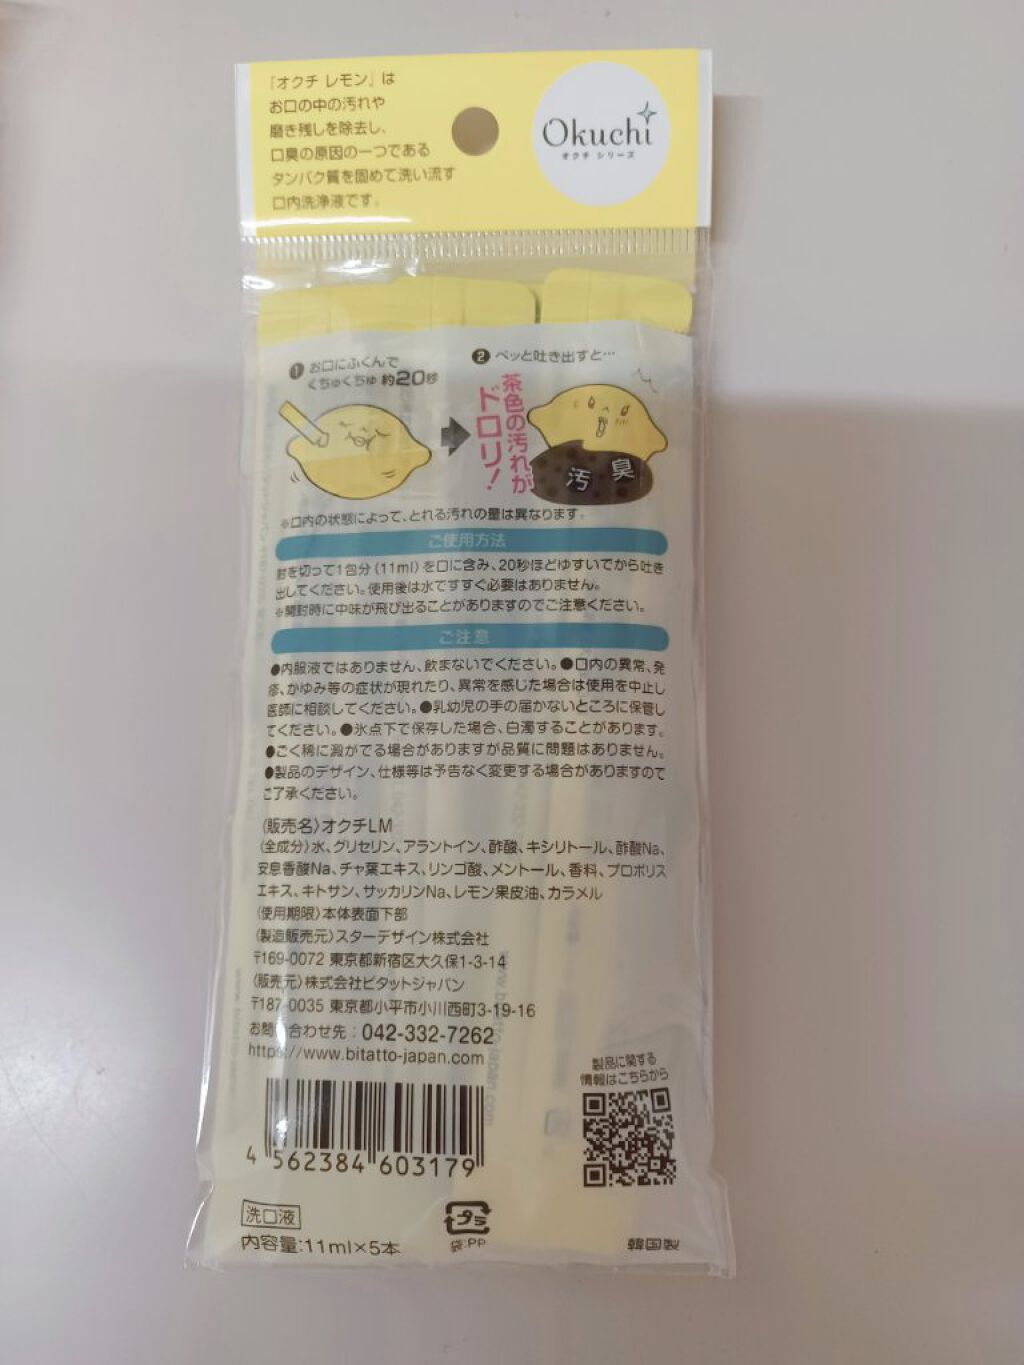 『オクチ レモン』は
お口の中の汚れや
磨き残しを除去し、
口臭の原因の一つである
タンパク質を固めて洗い流す
口内洗浄液です。
Okuchi
オクチ シリーズ
❶ お口にふくんで
くちゅくちゅ 約20秒
❷ ペッと吐き出すと…
茶色の汚れが
ドロリ！
汚 臭
※口内の状態によって、とれる汚れの量は異なります。
ご使用方法
封を切って1包分(11ml)を口に含み、20秒ほどゆすいでから吐き
出してください。使用後は水ですすぐ必要はありません。
※開封時に中味が飛び出ることがありますのでご注意ください。
ご注意
●内服液ではありません、飲まないでください。●口内の異常、発
疹、かゆみ等の症状が現れたり、異常を感じた場合は使用を中止し
医師に相談してください。●乳幼児の手の届かないところに保管し
てください。●氷点下で保存した場合、白濁することがあります。
●ごく稀に澱がでる場合がありますが品質に問題はありません。
●製品のデザイン、仕様等は予告なく変更する場合がありますので
ご了承ください。
〈販売名〉オクチLM
〈全成分〉水、グリセリン、アラントイン、酢酸、キシリトール、酢酸Na、
安息香酸Na、チャ葉エキス、リンゴ酸、メントール、香料、プロポリス
エキス、キトサン、サッカリンNa、レモン果皮油、カラメル
〈使用期限〉本体表面下部
〈製造販売元〉スターデザイン株式会社
〒169-0072 東京都新宿区大久保1-3-14
〈販売元〉株式会社ビタットジャパン
〒187-0035 東京都小平市小川西町3-19-16
お問い合わせ先：042-332-7262
https://www.bitatto-japan.com
製品に関する
情報はこちらから
4 562384 603179
洗口液
内容量:11ml×5本
プラ
袋:PP
韓国製